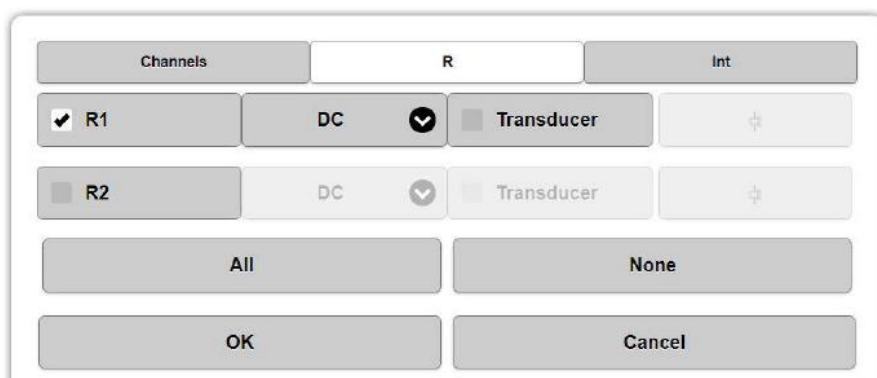 Channels R Int
R1 DC Transducer
R2 DC Transducer
All None
OK Cancel